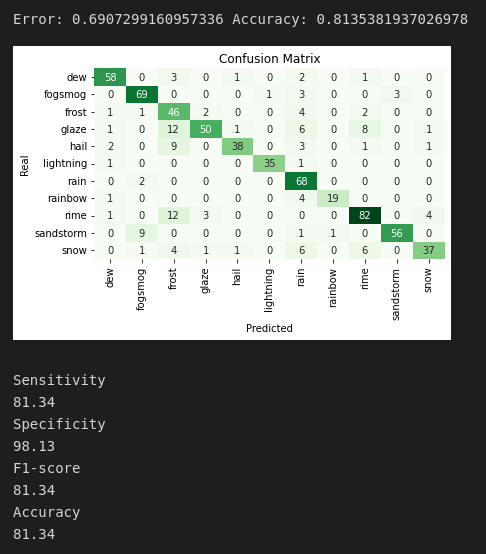 Error: 0.6907299160957336 Accuracy: 0.8135381937026978
Confusion Matrix
dew 58 0 3 0 1 0 2 0 1 0 0
fogsmog 0 69 0 0 0 1 3 0 0 3 0
frost 1 1 46 2 0 0 4 0 2 0 0
glaze 1 0 12 50 1 0 6 0 8 0 1
hail 2 0 9 0 38 0 3 0 1 0 1
lightning 1 0 0 0 0 35 1 0 0 0 0
rain 0 2 0 0 0 0 68 0 0 0 0
rainbow 1 0 0 0 0 0 4 19 0 0 0
rime 1 0 12 3 0 0 0 0 82 0 4
sandstorm 0 9 0 0 0 0 1 1 0 56 0
snow 0 1 4 1 1 0 6 0 6 0 37
Real
dew fogsmog frost glaze hail lightning rain rainbow rime sandstorm snow
Predicted
Sensitivity
81.34
Specificity
98.13
F1-score
81.34
Accuracy
81.34